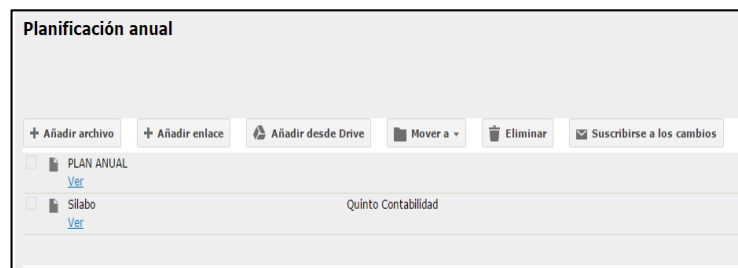 Planificación anual
+ Añadir archivo + Añadir enlace Añadir desde Drive Mover a Eliminar Suscribirse a los cambios
PLAN ANUAL
Ver
Silabo Quinto Contabilidad
Ver